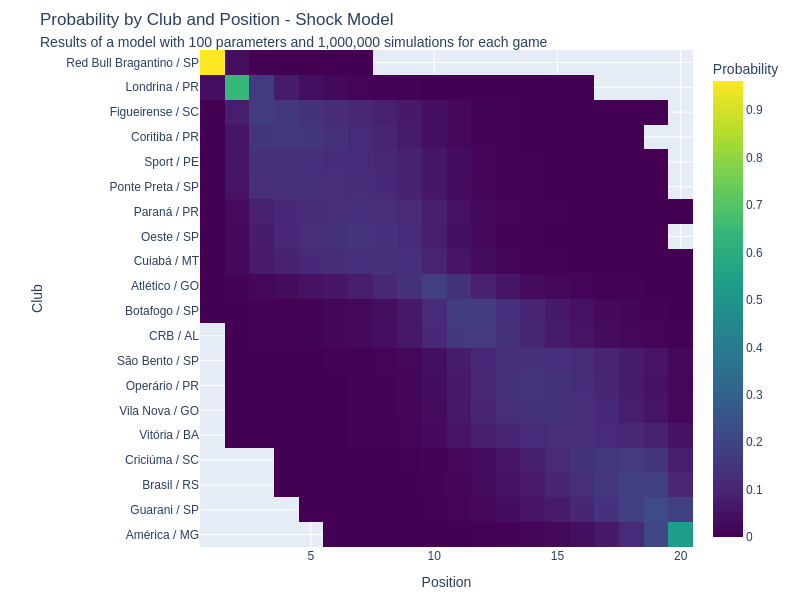 Probability by Club and Position - Shock Model
Results of a model with 100 parameters and 1,000,000 simulations for each game
Probability
Red Bull Bragantino / SP
Londrina / PR
Figueirense / SC
Coritiba / PR
Sport / PE
Ponte Preta / SP
Paraná / PR
Oeste / SP
Cuiabá / MT
Atlético / GO
Botafogo / SP
CRB / AL
São Bento / SP
Operário / PR
Vila Nova / GO
Vitória / BA
Criciúma / SC
Brasil / RS
Guarani / SP
América / MG
Club
5 10 15 20
Position
0.9
0.8
0.7
0.6
0.5
0.4
0.3
0.2
0.1
0